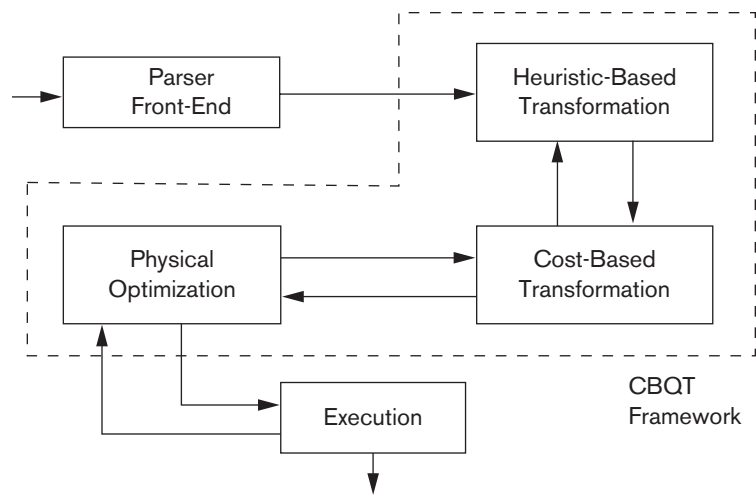 Parser
Front-End
Heuristic-Based
Transformation
Physical
Optimization
Cost-Based
Transformation
Execution
CBQT
Framework